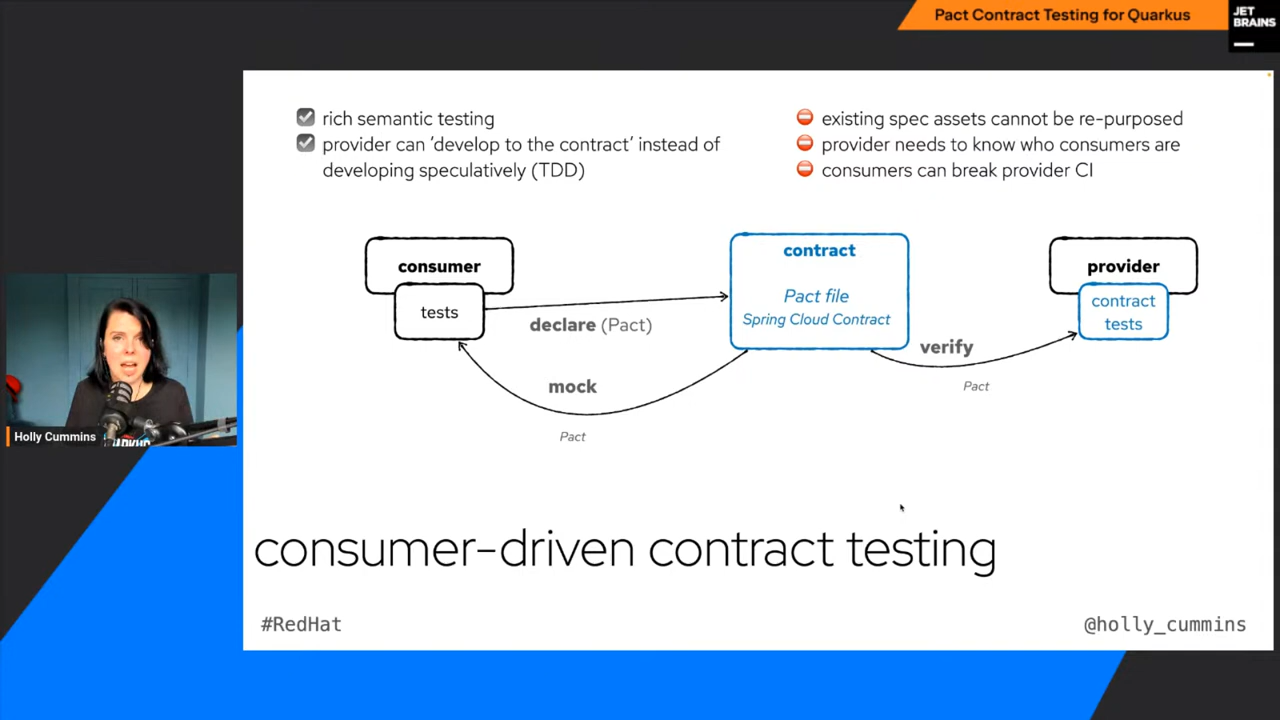 Pact Contract Testing for Quarkus
JET
BRAINS
rich semantic testing
provider can ‘develop to the contract’ instead of
developing speculatively (TDD)
existing spec assets cannot be re-purposed
provider needs to know who consumers are
consumers can break provider CI
consumer
tests
declare (Pact)
mock
Pact
contract
Pact file
Spring Cloud Contract
verify
Pact
provider
contract
tests
Holly Cummins
consumer-driven contract testing
#RedHat
@holly_cummins